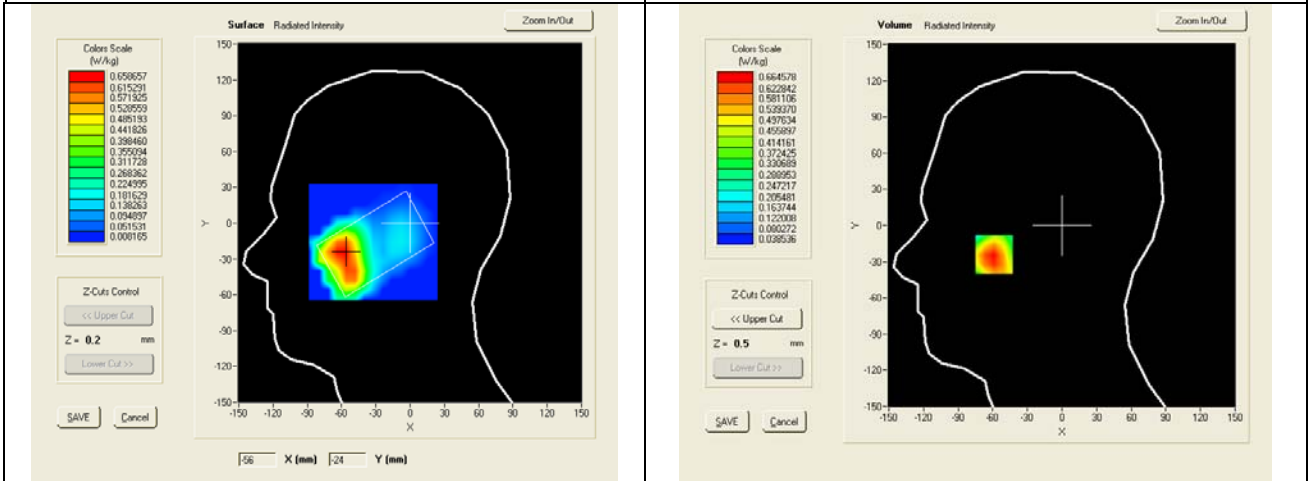 Surface Radiated Intensity
Zoom In/Out
Colors Scale
(W/kg)
0.658657
0.615291
0.571925
0.528559
0.485193
0.441826
0.398460
0.355094
0.311728
0.268362
0.224995
0.181629
0.138263
0.094897
0.051531
0.008165
Z-Cuts Control
<< Upper Cut
Z = 0.2 mm
Lower Cut >>
SAVE Cancel
150
120
90
60
30
0
-30
-60
-90
-120
-150
Y
-150 -120 -90 -60 -30 0 30 60 90 120 150
X
-56 X (mm) -24 Y (mm)
Volume Radiated Intensity
Zoom In/Out
Colors Scale
(W/kg)
0.664578
0.622842
0.581106
0.539370
0.497634
0.455897
0.414161
0.372425
0.330689
0.288953
0.247217
0.205481
0.163744
0.122008
0.080272
0.038536
Z-Cuts Control
<< Upper Cut
Z = 0.5 mm
Lower Cut >>
SAVE Cancel
150
120
90
60
30
0
-30
-60
-90
-120
-150
Y
-150 -120 -90 -60 -30 0 30 60 90 120 150
X